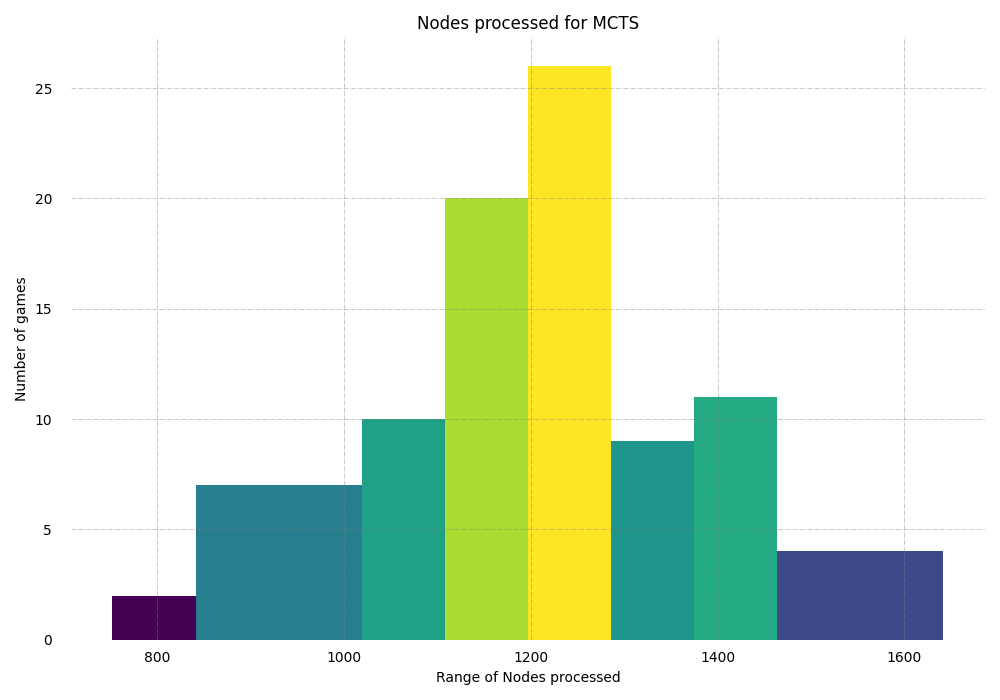 Nodes processed for MCTS
Number of games
25
20
15
10
5
0
800 1000 1200 1400 1600
Range of Nodes processed